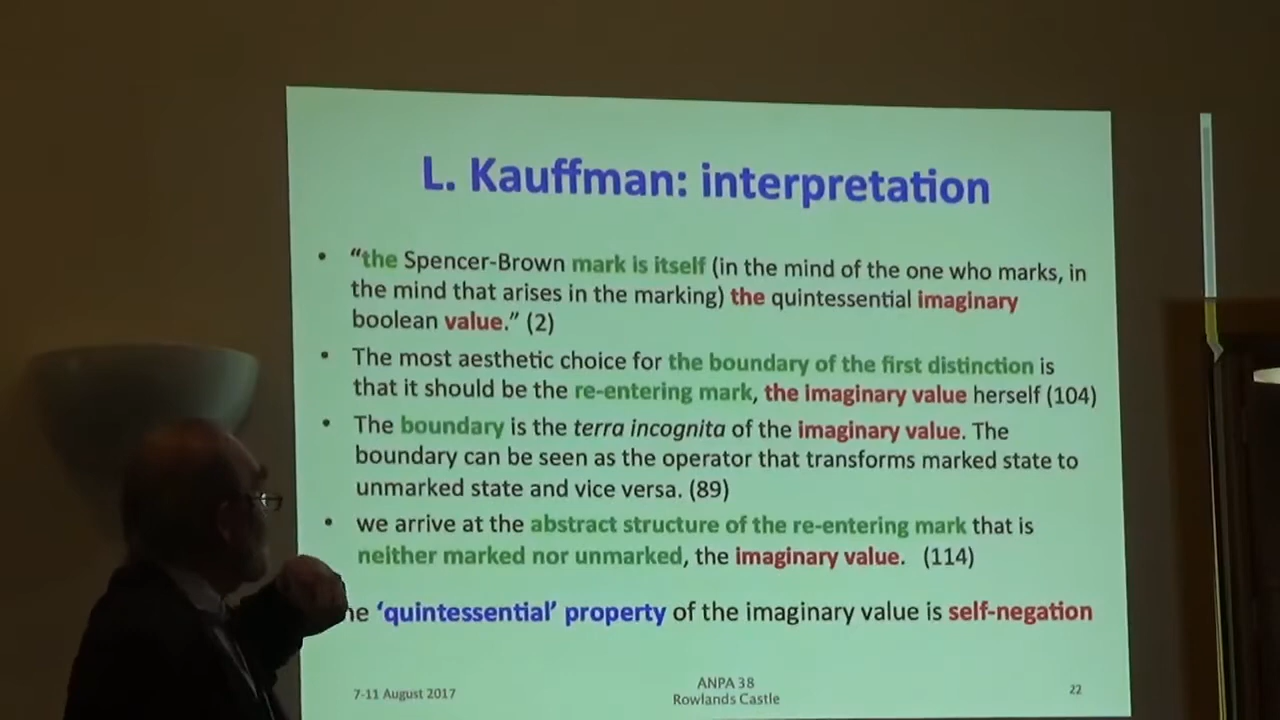 L. Kauffman: interpretation
• “the Spencer-Brown mark is itself (in the mind of the one who marks, in
the mind that arises in the marking) the quintessential imaginary
boolean value.” (2)
• The most aesthetic choice for the boundary of the first distinction is
that it should be the re-entering mark, the imaginary value herself (104)
• The boundary is the terra incognita of the imaginary value. The
boundary can be seen as the operator that transforms marked state to
unmarked state and vice versa. (89)
• we arrive at the abstract structure of the re-entering mark that is
neither marked nor unmarked, the imaginary value. (114)
he ‘quintessential’ property of the imaginary value is self-negation
7-11 August 2017
ANPA 38
Rowlands Castle
22